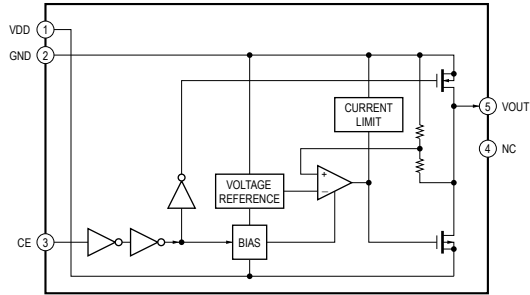 VDD 1
GND 2
CURRENT
LIMIT
5 VOUT
4 NC
+
−
VOLTAGE
REFERENCE
CE 3
BIAS